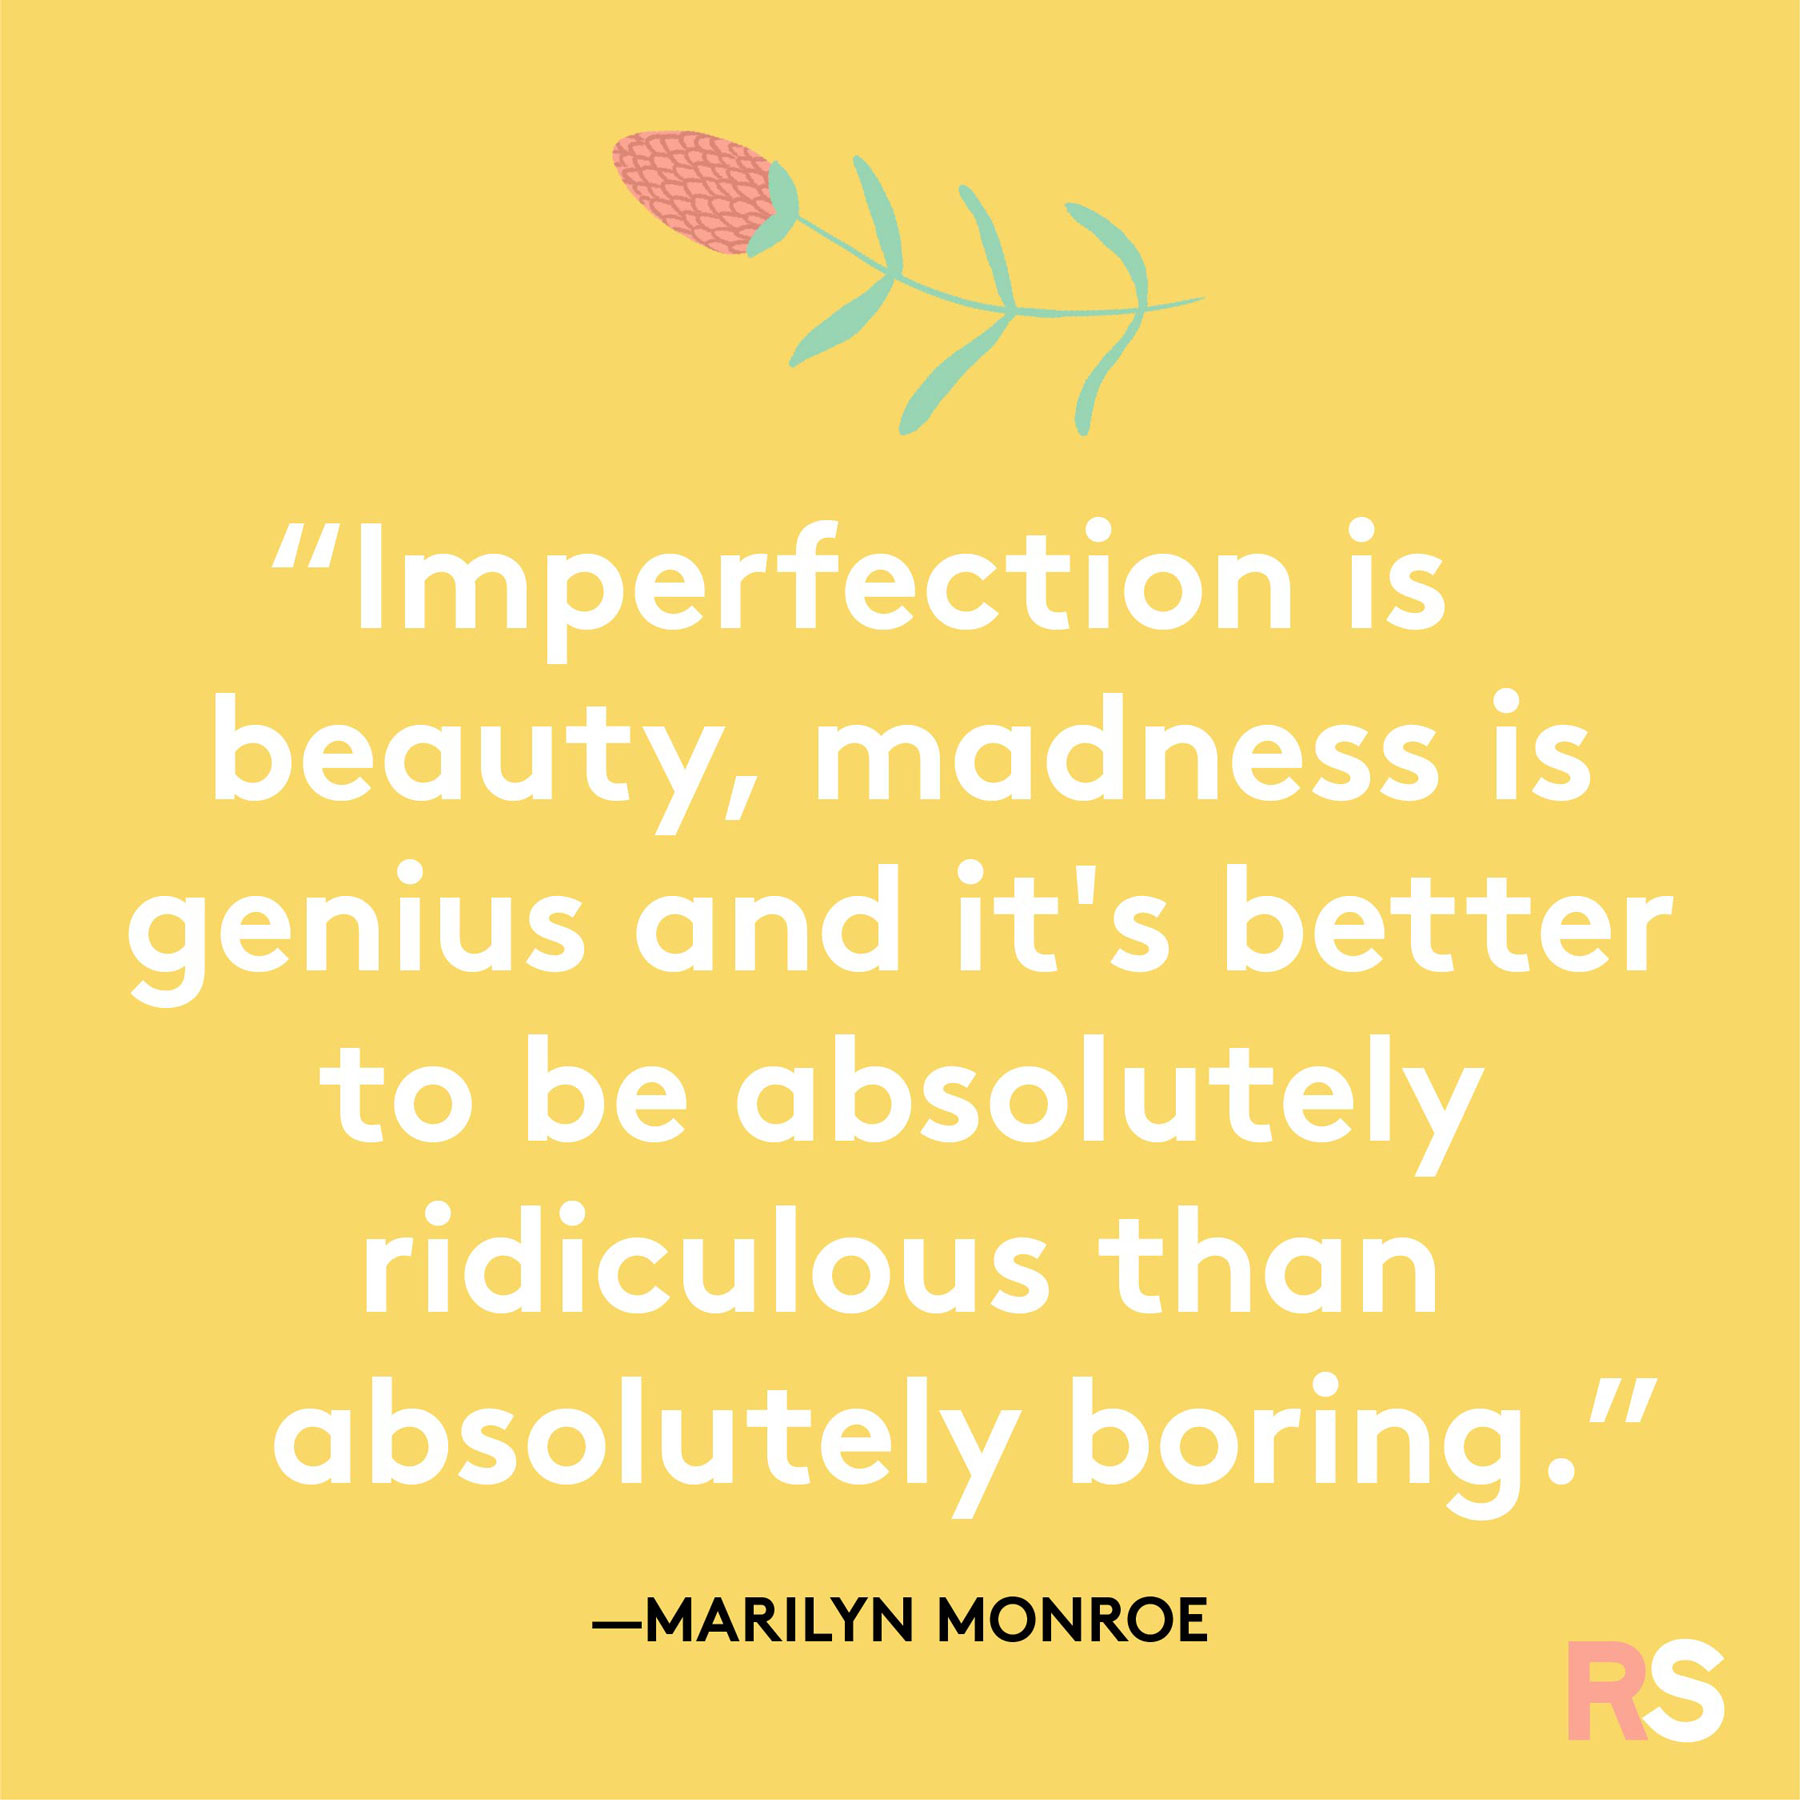 “Imperfection is
beauty, madness is
genius and it's better
to be absolutely
ridiculous than
absolutely boring.”
—MARILYN MONROE
RS